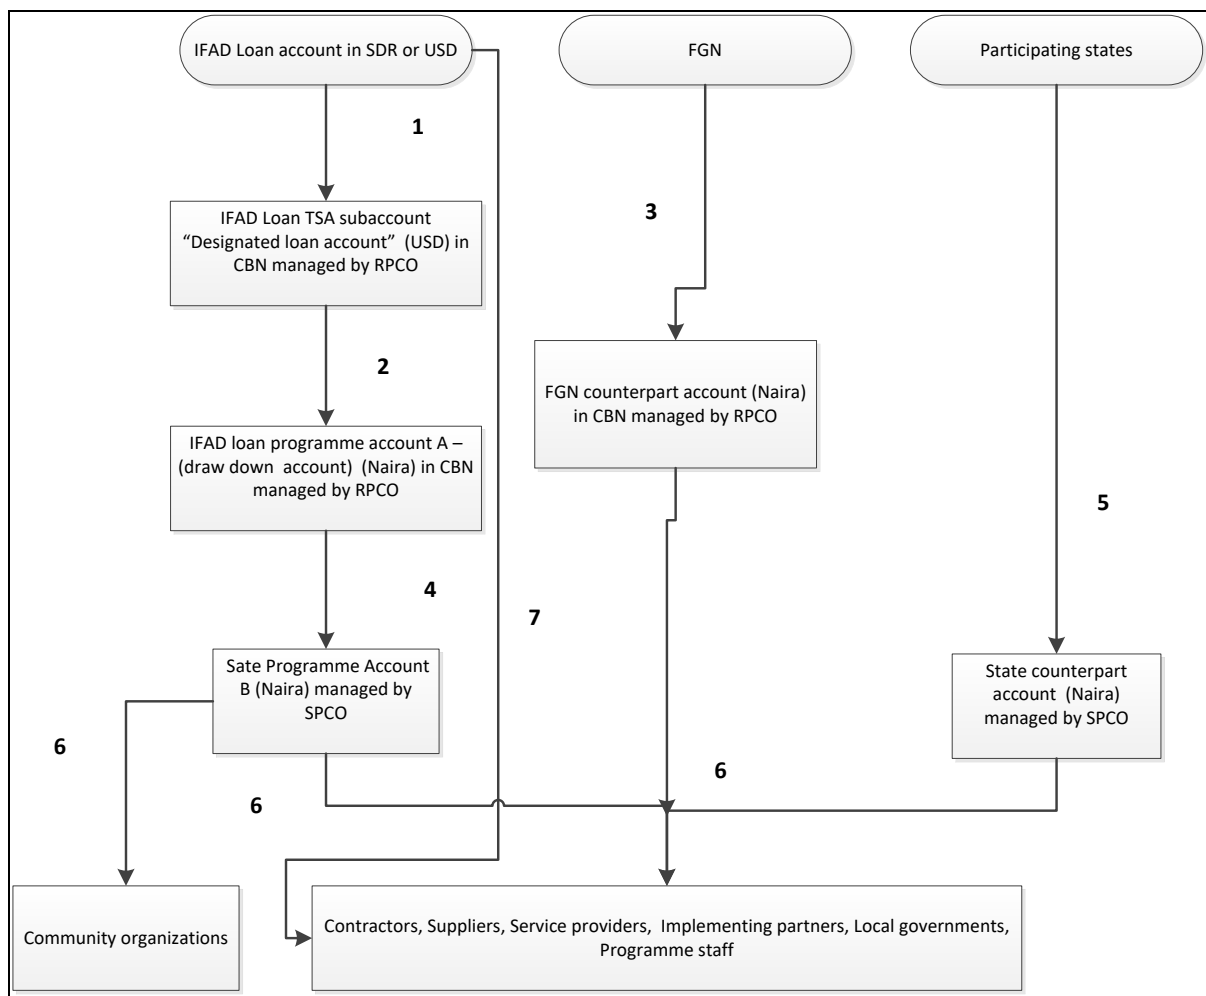 IFAD Loan account in SDR or USD
FGN
Participating states
1
IFAD Loan TSA subaccount
“Designated loan account” (USD) in
CBN managed by RPCO
3
2
FGN counterpart account (Naira)
in CBN managed by RPCO
IFAD loan programme account A –
(draw down account) (Naira) in CBN
managed by RPCO
5
4
7
Sate Programme Account
B (Naira) managed by
SPCO
State counterpart
account (Naira)
managed by SPCO
6
6
6
Community organizations
Contractors, Suppliers, Service providers, Implementing partners, Local governments,
Programme staff